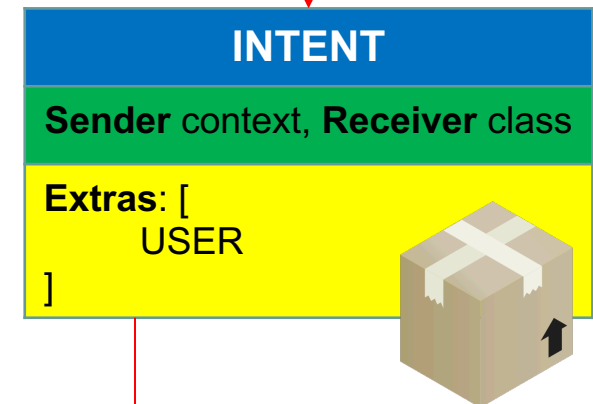 INTENT
Sender context, Receiver class
Extras: [
USER
]